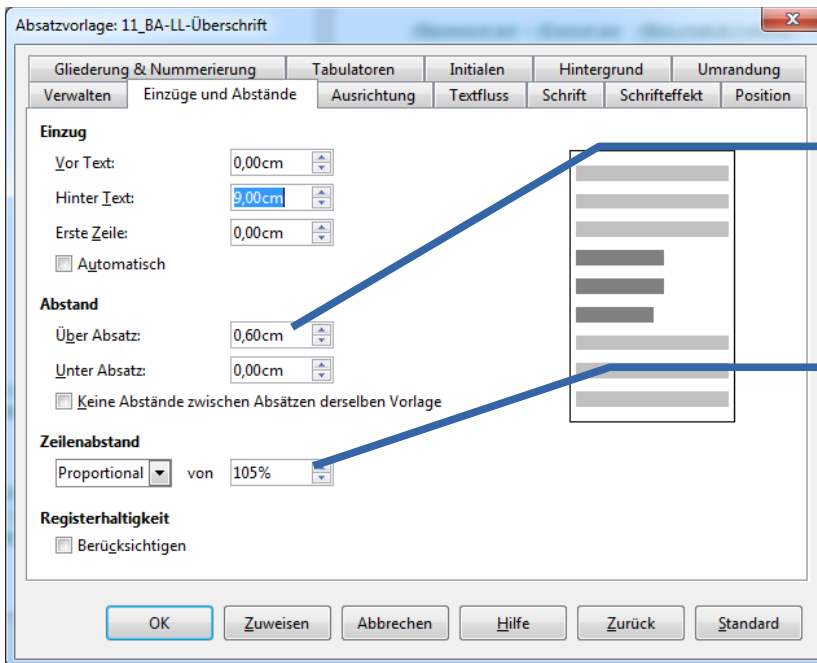 Absatzvorlage: 11_BA-LL-Überschrift
Gliederung & Nummerierung Tabulatoren Initialen Hintergrund Umrandung
Verwalten Einzüge und Abstände Ausrichtung Textfluss Schrift Schrifteffekt Position
Einzug
Vor Text: 0,00cm
Hinter Text: 9,00cm
Erste Zeile: 0,00cm
Automatisch
Abstand
Über Absatz: 0,60cm
Unter Absatz: 0,00cm
Keine Abstände zwischen Absätzen derselben Vorlage
Zeilenabstand
Proportional von 105%
Registerhaltigkeit
Berücksichtigen
OK Zuweisen Abbrechen Hilfe Zurück Standard